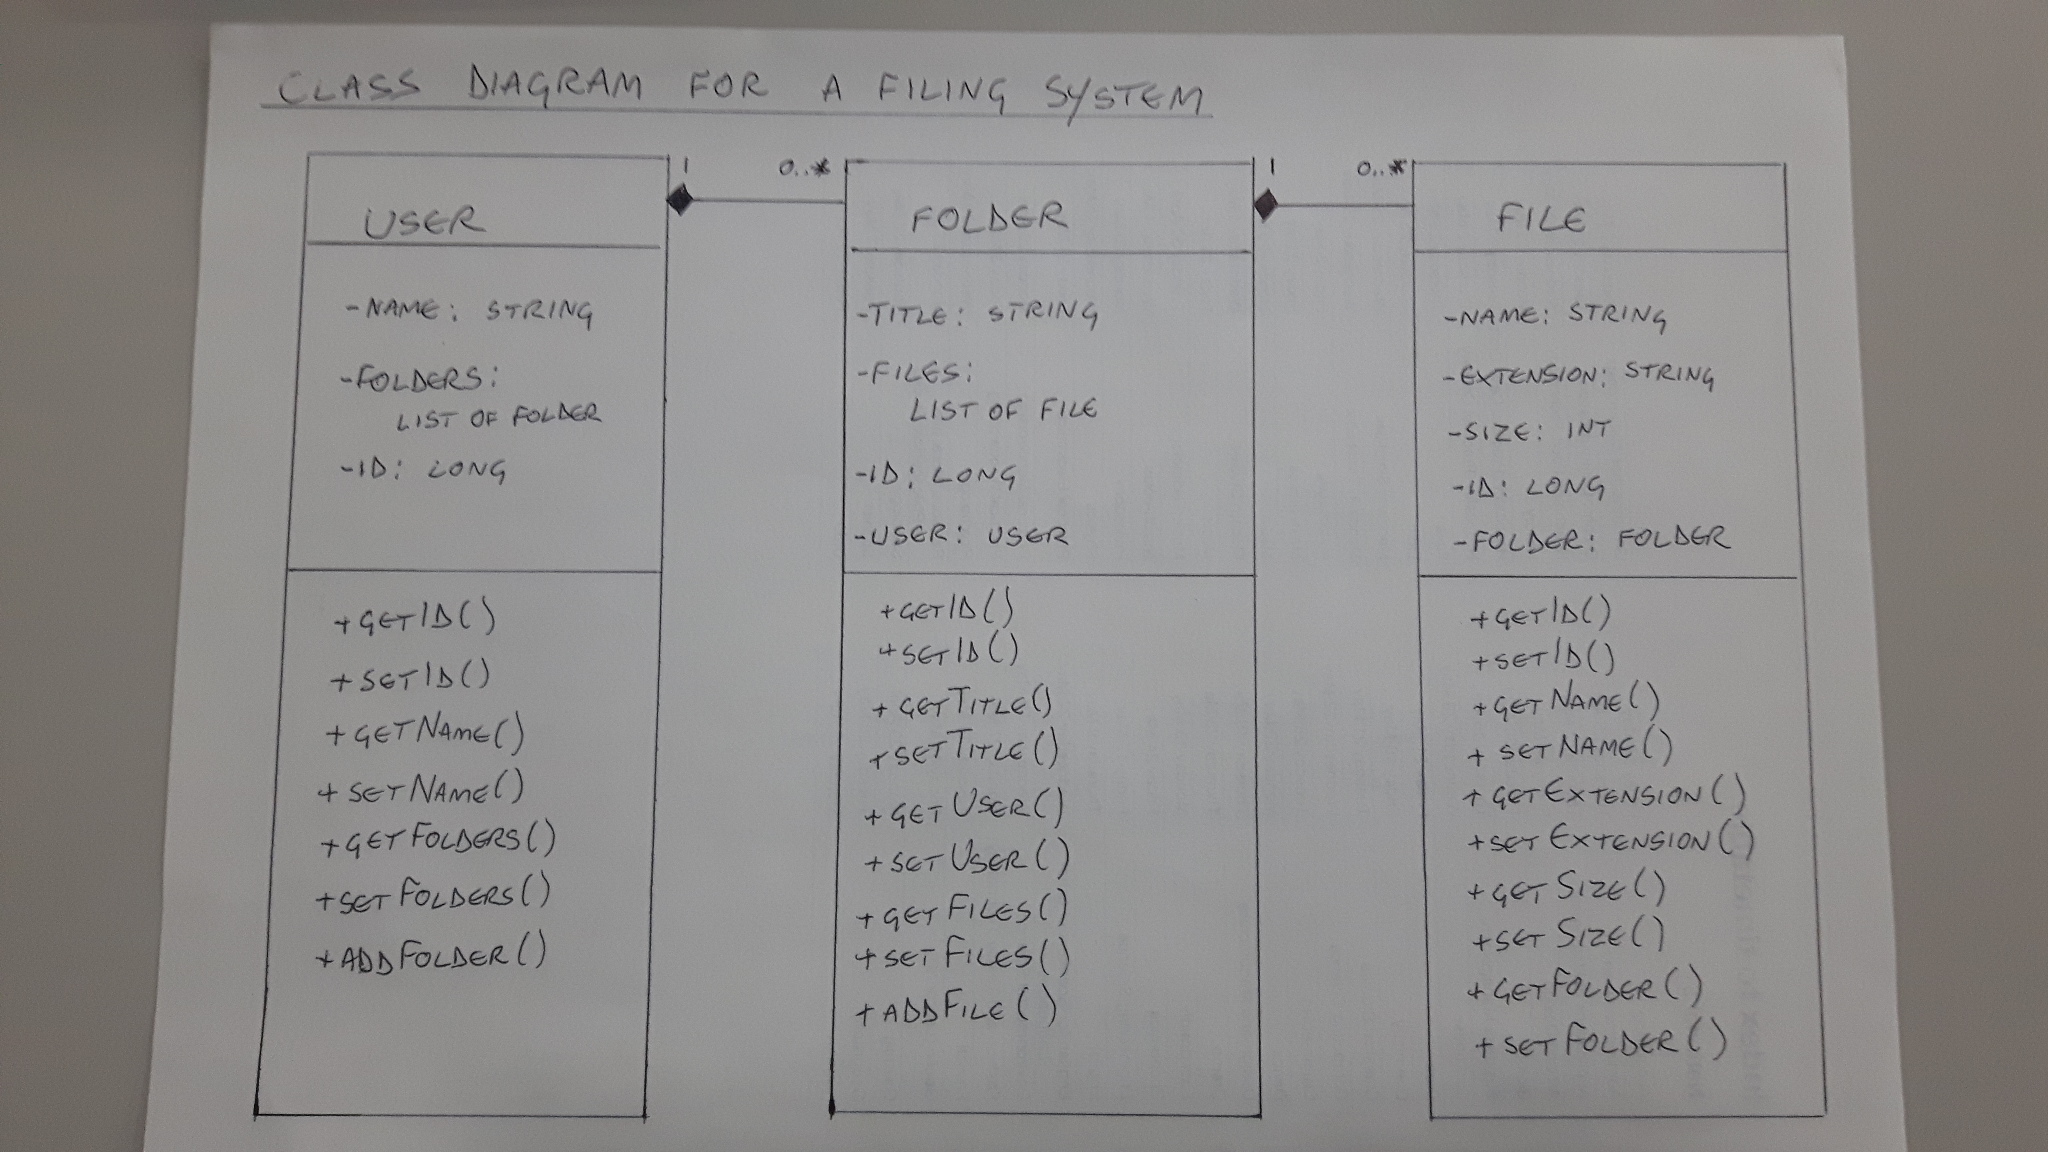 CLASS DIAGRAM FOR A FILING SYSTEM
1 0..* 1 0..*
USER
-NAME: STRING
-FOLDERS:
LIST OF FOLDER
-ID: LONG
+GETID()
+SETID()
+GETNAME()
+SETNAME()
+GETFOLDERS()
+SETFOLDERS()
+ADDFOLDER()
FOLDER
-TITLE: STRING
-FILES:
LIST OF FILE
-ID: LONG
-USER: USER
+GETID()
+SETID()
+GETTITLE()
+SETTITLE()
+GETUSER()
+SETUSER()
+GETFILES()
+SETFILES()
+ADDFILE()
FILE
-NAME: STRING
-EXTENSION: STRING
-SIZE: INT
-ID: LONG
-FOLDER: FOLDER
+GETID()
+SETID()
+GETNAME()
+SETNAME()
+GETEXTENSION()
+SETEXTENSION()
+GETSIZE()
+SETSIZE()
+GETFOLDER()
+SETFOLDER()